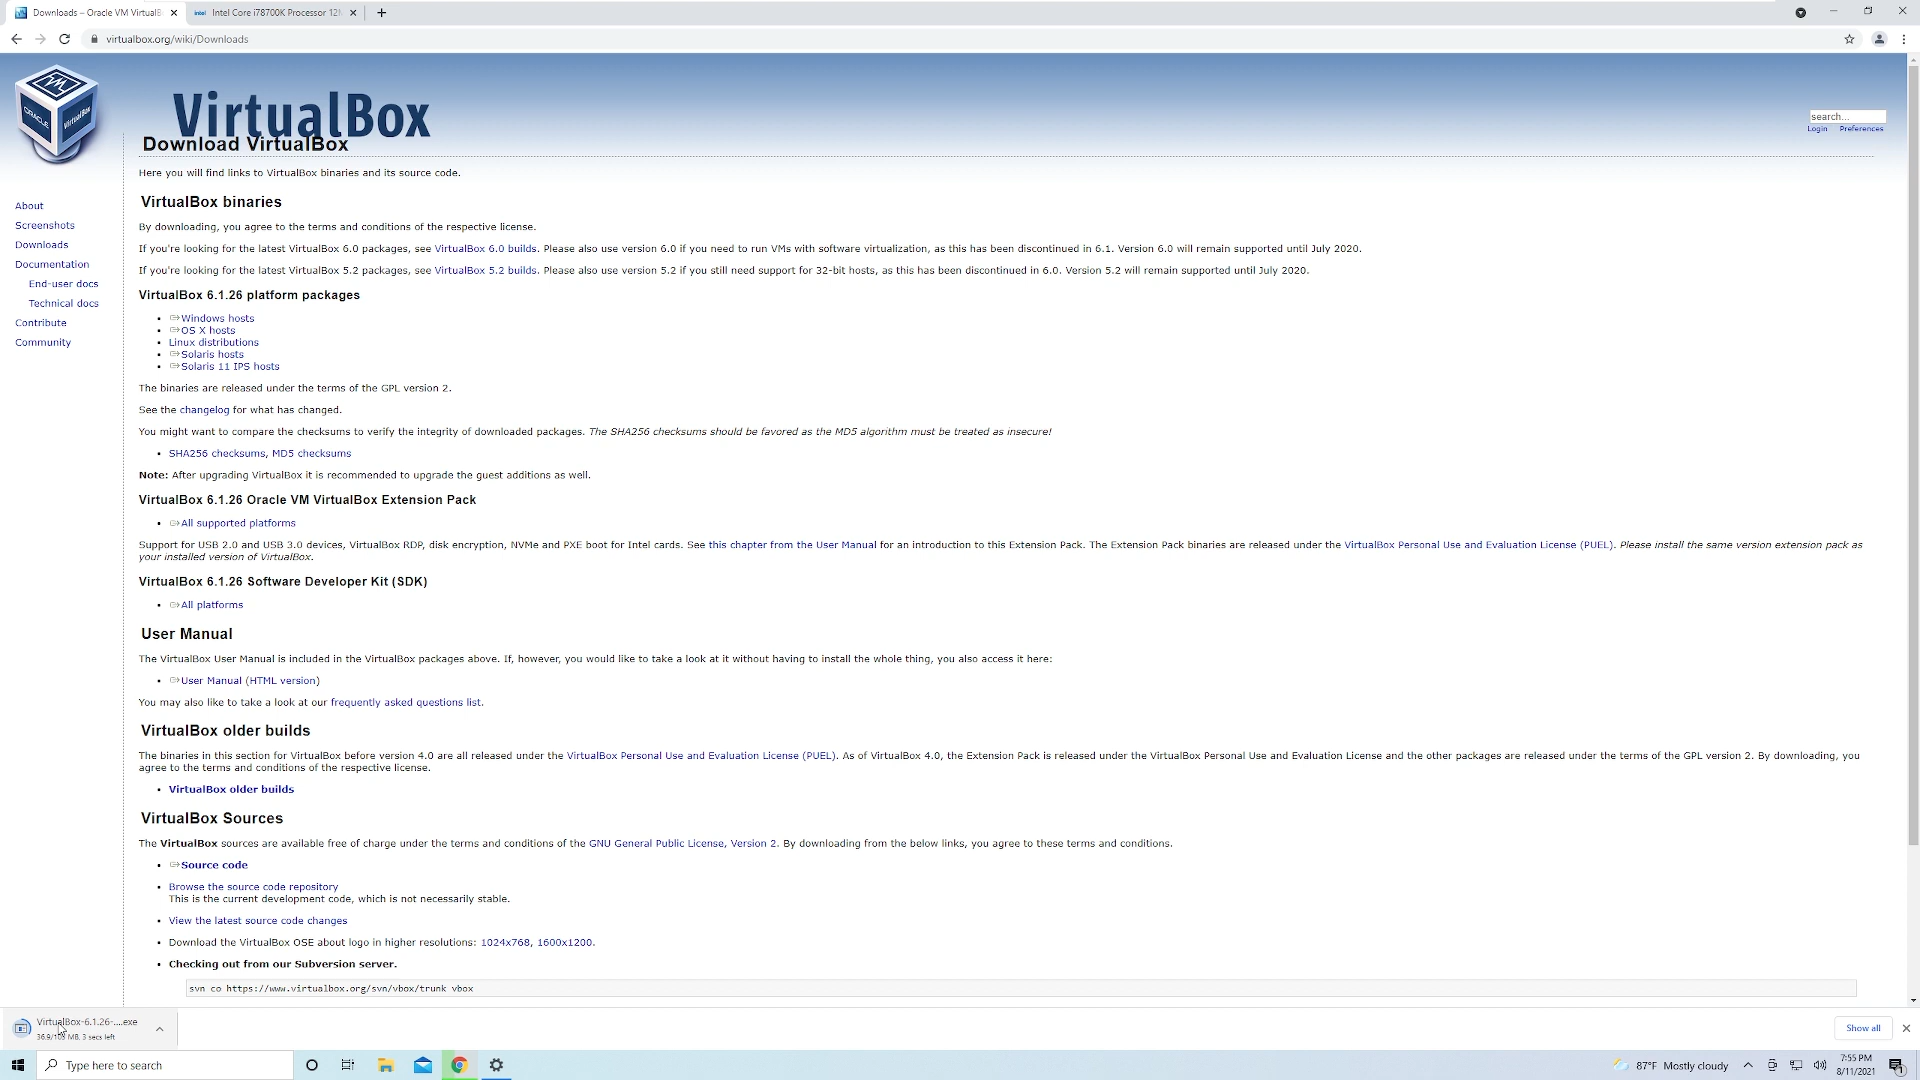 Downloads – Oracle VM VirtualB
Intel Core i78700K Processor 12M
virtualbox.org/wiki/Downloads
ORACLE
VirtualBox
VirtualBox
search...
Login Preferences
Download VirtualBox
Here you will find links to VirtualBox binaries and its source code.
About
Screenshots
Downloads
Documentation
End-user docs
Technical docs
Contribute
Community
VirtualBox binaries
By downloading, you agree to the terms and conditions of the respective license.
If you're looking for the latest VirtualBox 6.0 packages, see VirtualBox 6.0 builds. Please also use version 6.0 if you need to run VMs with software virtualization, as this has been discontinued in 6.1. Version 6.0 will remain supported until July 2020.
If you're looking for the latest VirtualBox 5.2 packages, see VirtualBox 5.2 builds. Please also use version 5.2 if you still need support for 32-bit hosts, as this has been discontinued in 6.0. Version 5.2 will remain supported until July 2020.
VirtualBox 6.1.26 platform packages
Windows hosts
OS X hosts
Linux distributions
Solaris hosts
Solaris 11 IPS hosts
The binaries are released under the terms of the GPL version 2.
See the changelog for what has changed.
You might want to compare the checksums to verify the integrity of downloaded packages. The SHA256 checksums should be favored as the MD5 algorithm must be treated as insecure!
SHA256 checksums, MD5 checksums
Note: After upgrading VirtualBox it is recommended to upgrade the guest additions as well.
VirtualBox 6.1.26 Oracle VM VirtualBox Extension Pack
All supported platforms
Support for USB 2.0 and USB 3.0 devices, VirtualBox RDP, disk encryption, NVMe and PXE boot for Intel cards. See this chapter from the User Manual for an introduction to this Extension Pack. The Extension Pack binaries are released under the VirtualBox Personal Use and Evaluation License (PUEL). Please install the same version extension pack as
your installed version of VirtualBox.
VirtualBox 6.1.26 Software Developer Kit (SDK)
All platforms
User Manual
The VirtualBox User Manual is included in the VirtualBox packages above. If, however, you would like to take a look at it without having to install the whole thing, you also access it here:
User Manual (HTML version)
You may also like to take a look at our frequently asked questions list.
VirtualBox older builds
The binaries in this section for VirtualBox before version 4.0 are all released under the VirtualBox Personal Use and Evaluation License (PUEL). As of VirtualBox 4.0, the Extension Pack is released under the VirtualBox Personal Use and Evaluation License and the other packages are released under the terms of the GPL version 2. By downloading, you
agree to the terms and conditions of the respective license.
VirtualBox older builds
VirtualBox Sources
The VirtualBox sources are available free of charge under the terms and conditions of the GNU General Public License, Version 2. By downloading from the below links, you agree to these terms and conditions.
Source code
Browse the source code repository
This is the current development code, which is not necessarily stable.
View the latest source code changes
Download the VirtualBox OSE about logo in higher resolutions: 1024x768, 1600x1200.
Checking out from our Subversion server.
svn co https://www.virtualbox.org/svn/vbox/trunk vbox
VirtualBox-6.1.26-....exe
36.9/103 MB, 3 secs left
Show all
Type here to search
87°F Mostly cloudy
7:55 PM
8/11/2021
1